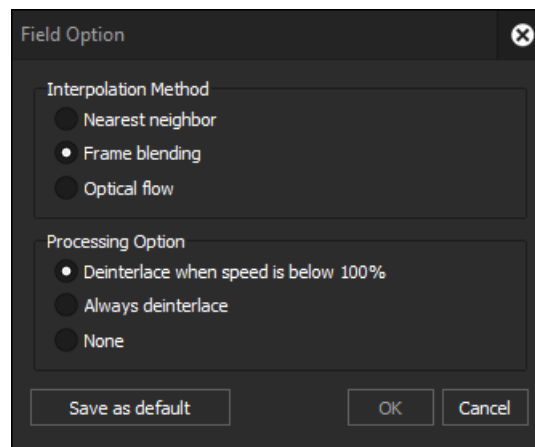 Field Option
Interpolation Method
Nearest neighbor
Frame blending
Optical flow
Processing Option
Deinterlace when speed is below 100%
Always deinterlace
None
Save as default
OK
Cancel